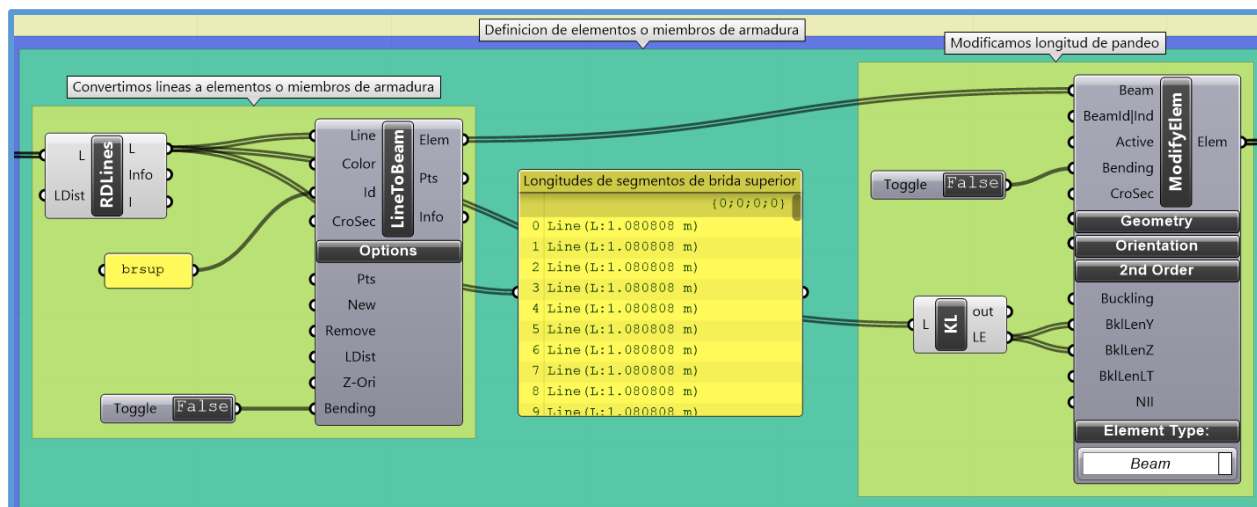 Definicion de elementos o miembros de armadura
Modificamos longitud de pandeo
Convertimos lineas a elementos o miembros de armadura
L
LDist
RDLines
L
Info
I
brsup
Toggle False
Line
Color
Id
CroSec
LineToBeam
Elem
Pts
Info
Options
Pts
New
Remove
LDist
Z-Ori
Bending
Longitudes de segmentos de brida superior
{0;0;0;0}
0 Line(L:1.080808 m)
1 Line(L:1.080808 m)
2 Line(L:1.080808 m)
3 Line(L:1.080808 m)
4 Line(L:1.080808 m)
5 Line(L:1.080808 m)
6 Line(L:1.080808 m)
7 Line(L:1.080808 m)
8 Line(L:1.080808 m)
9 Line(L:1.080808 m)
Toggle False
L
KL
out
LE
Beam
BeamId|Ind
Active
Bending
CroSec
ModifyElem
Elem
Geometry
Orientation
2nd Order
Buckling
BklLenY
BklLenZ
BklLenLT
NII
Element Type:
Beam